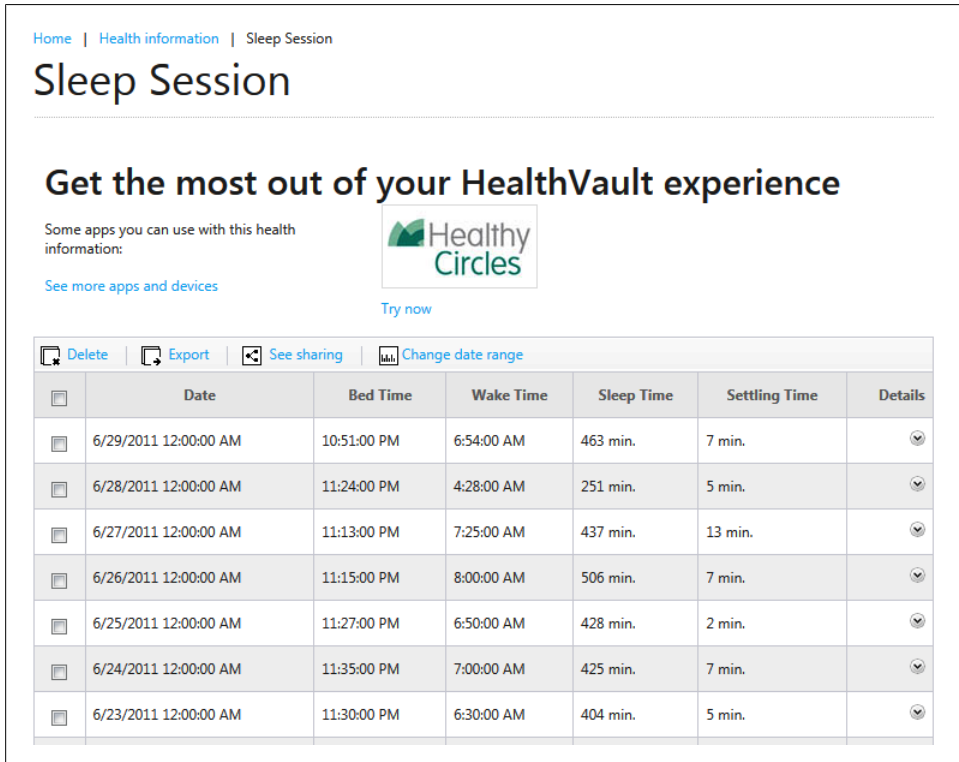 Home | Health information | Sleep Session
Sleep Session
Get the most out of your HealthVault experience
Some apps you can use with this health
information:
See more apps and devices
Healthy
Circles
Try now
Delete | Export | See sharing | Change date range
Date Bed Time Wake Time Sleep Time Settling Time Details
6/29/2011 12:00:00 AM 10:51:00 PM 6:54:00 AM 463 min. 7 min.
6/28/2011 12:00:00 AM 11:24:00 PM 4:28:00 AM 251 min. 5 min.
6/27/2011 12:00:00 AM 11:13:00 PM 7:25:00 AM 437 min. 13 min.
6/26/2011 12:00:00 AM 11:15:00 PM 8:00:00 AM 506 min. 7 min.
6/25/2011 12:00:00 AM 11:27:00 PM 6:50:00 AM 428 min. 2 min.
6/24/2011 12:00:00 AM 11:35:00 PM 7:00:00 AM 425 min. 7 min.
6/23/2011 12:00:00 AM 11:30:00 PM 6:30:00 AM 404 min. 5 min.